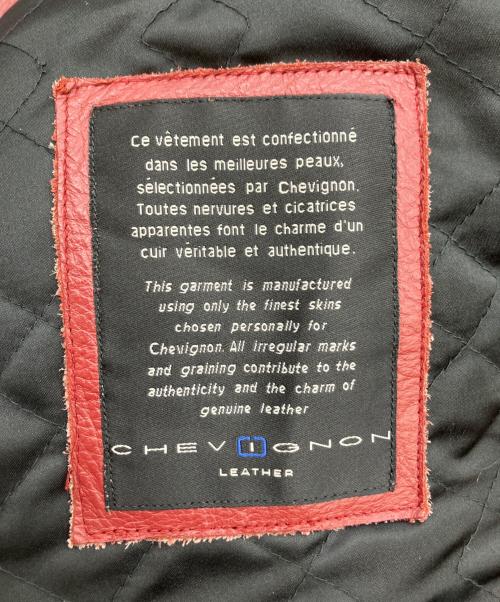 Ce vêtement est confectionné
dans les meilleures peaux,
sélectionnées par Chevignon.
Toutes nervures et cicatrices
apparentes font le charme d'un
cuir véritable et authentique.
This garment is manufactured
using only the finest skins
chosen personally for
Chevignon. All irregular marks
and graining contribute to the
authenticity and the charm of
genuine leather
CHEVIGNON
LEATHER